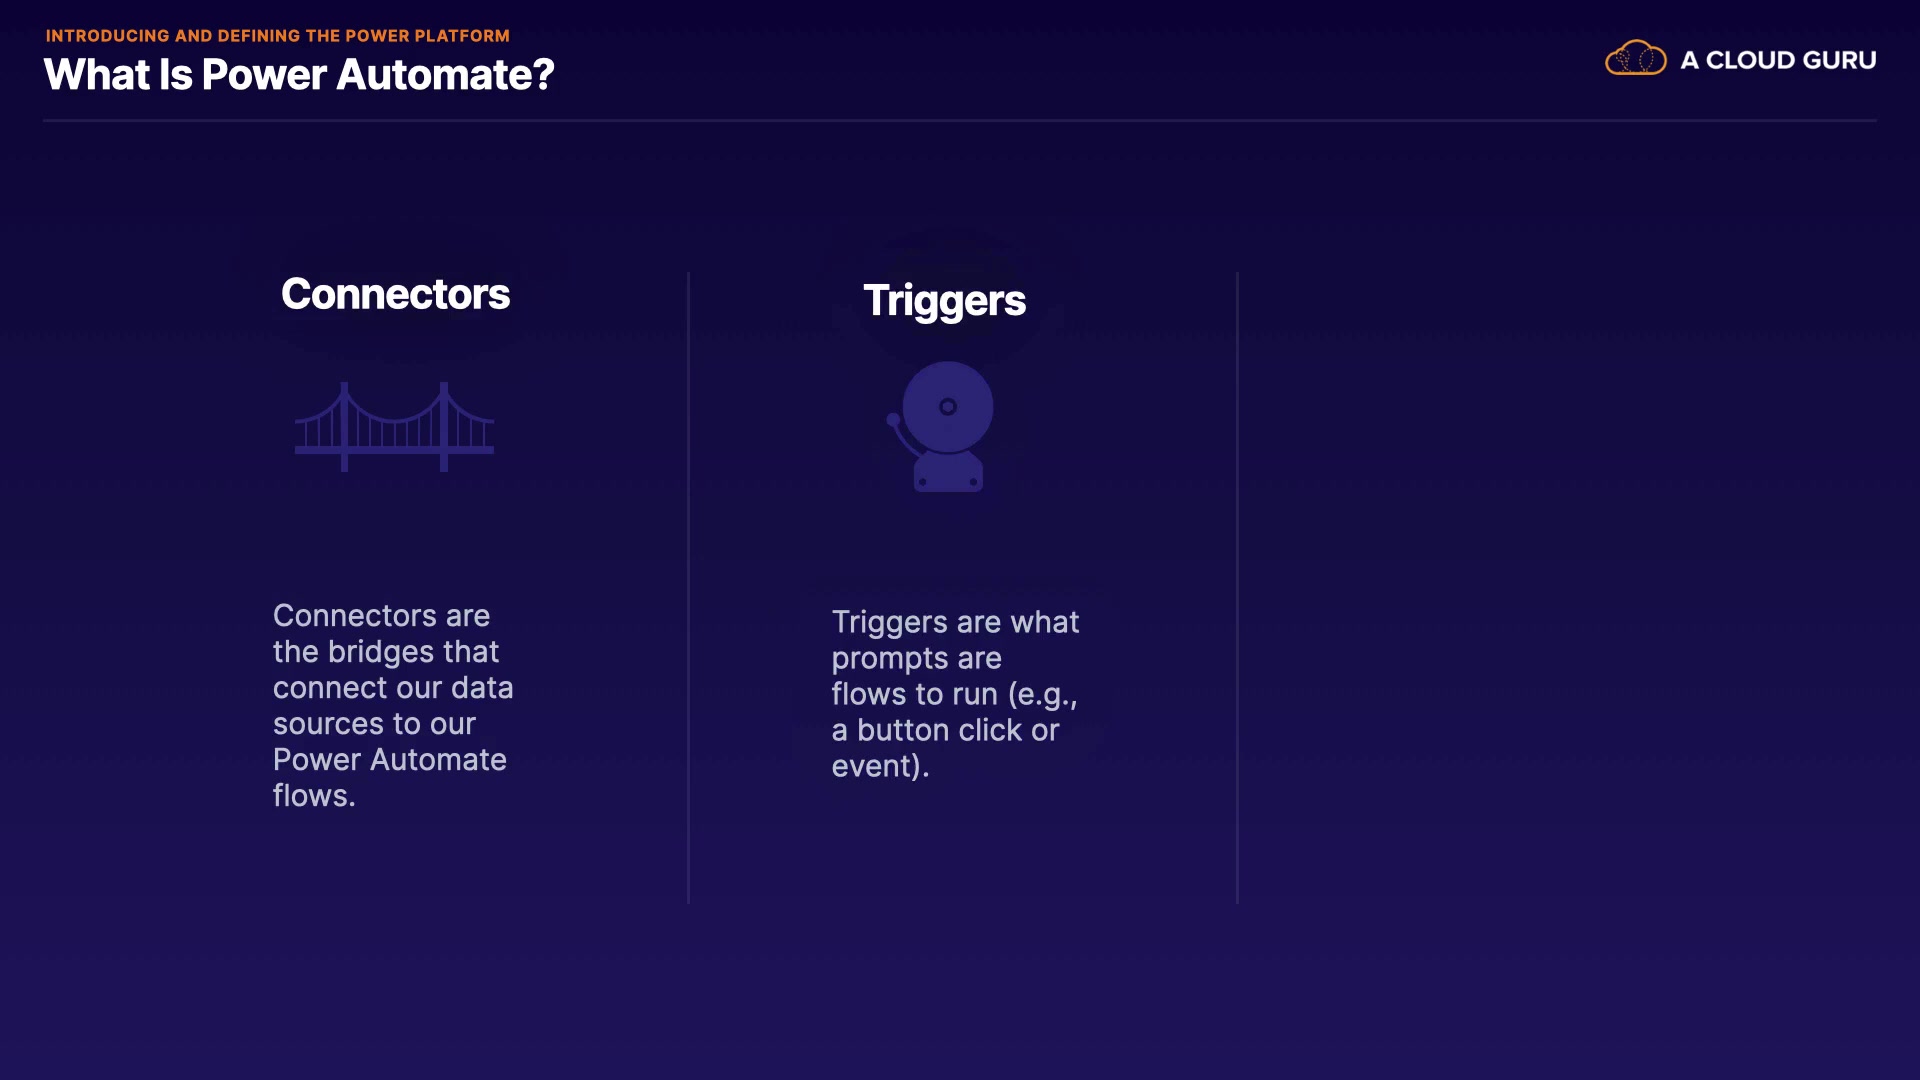 INTRODUCING AND DEFINING THE POWER PLATFORM
What Is Power Automate?
A CLOUD GURU
Connectors
Connectors are
the bridges that
connect our data
sources to our
Power Automate
flows.
Triggers
Triggers are what
prompts are
flows to run (e.g.,
a button click or
event).